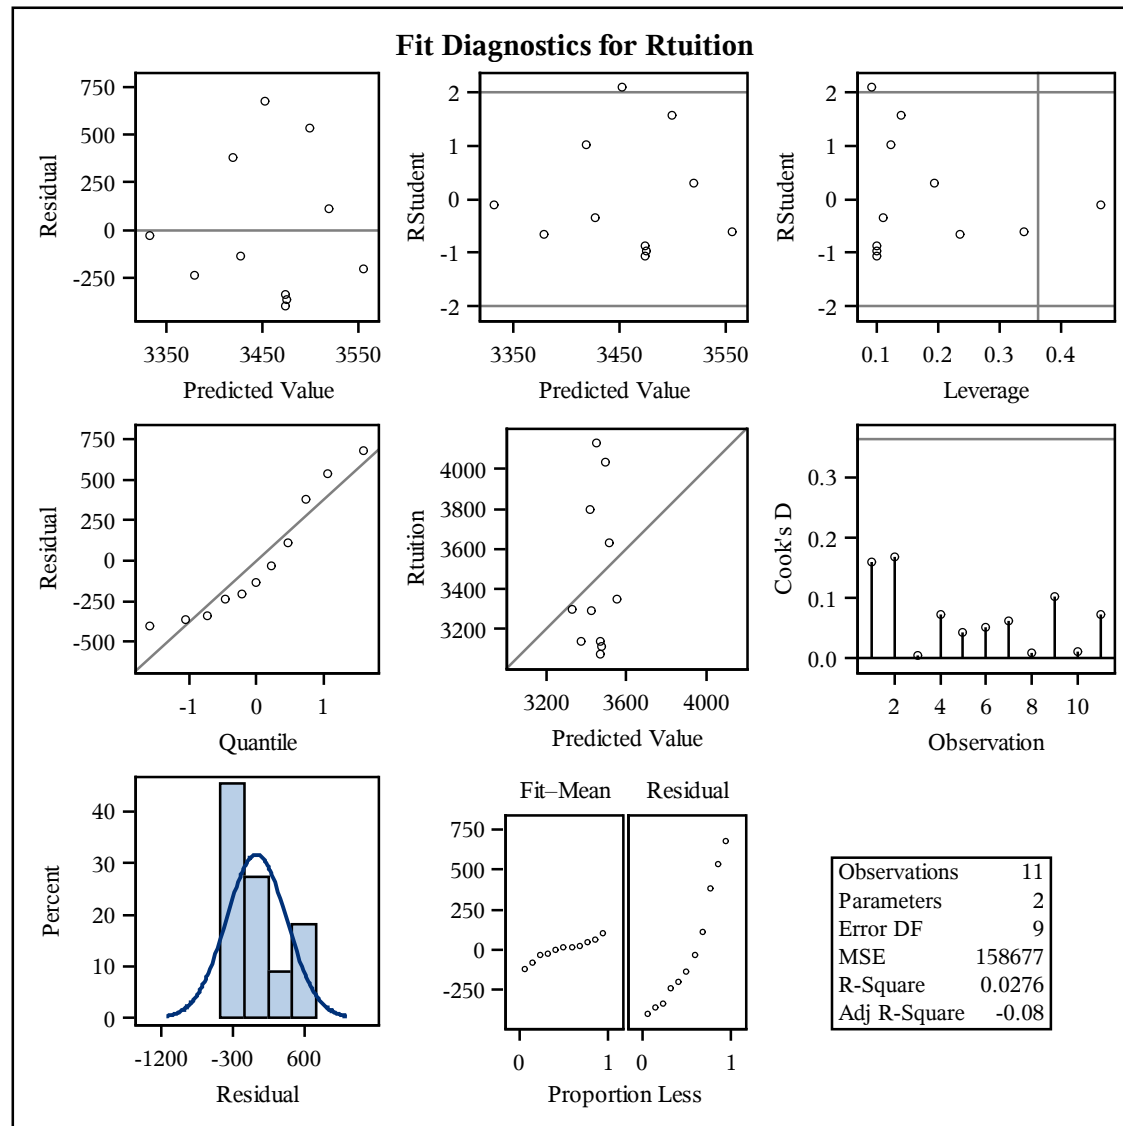 Fit Diagnostics for Rtuition
750
500
250
0
-250
Residual
3350 3450 3550
Predicted Value
2
1
0
-1
-2
RStudent
3350 3450 3550
Predicted Value
2
1
0
-1
-2
RStudent
0.1 0.2 0.3 0.4
Leverage
750
500
250
0
-250
-500
Residual
-1 0 1
Quantile
4000
3800
3600
3400
3200
Rtuition
3200 3600 4000
Predicted Value
0.3
0.2
0.1
0.0
Cook's D
2 4 6 8 10
Observation
40
30
20
10
0
Percent
-1200 -300 600
Residual
Fit–Mean Residual
750
500
250
0
-250
0 1 0 1
Proportion Less
Observations 11
Parameters 2
Error DF 9
MSE 158677
R-Square 0.0276
Adj R-Square -0.08